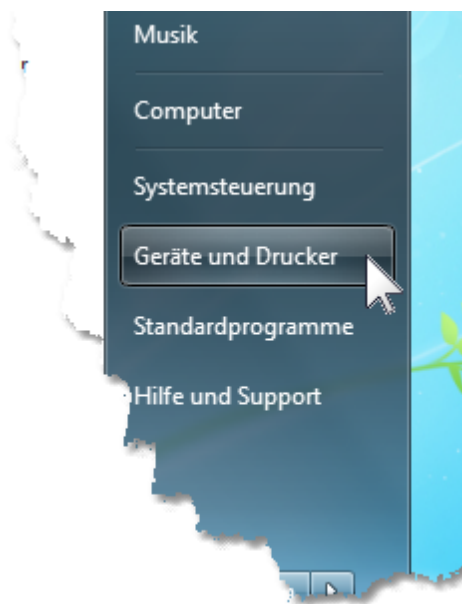 Musik
Computer
Systemsteuerung
Geräte und Drucker
Standardprogramme
Hilfe und Support